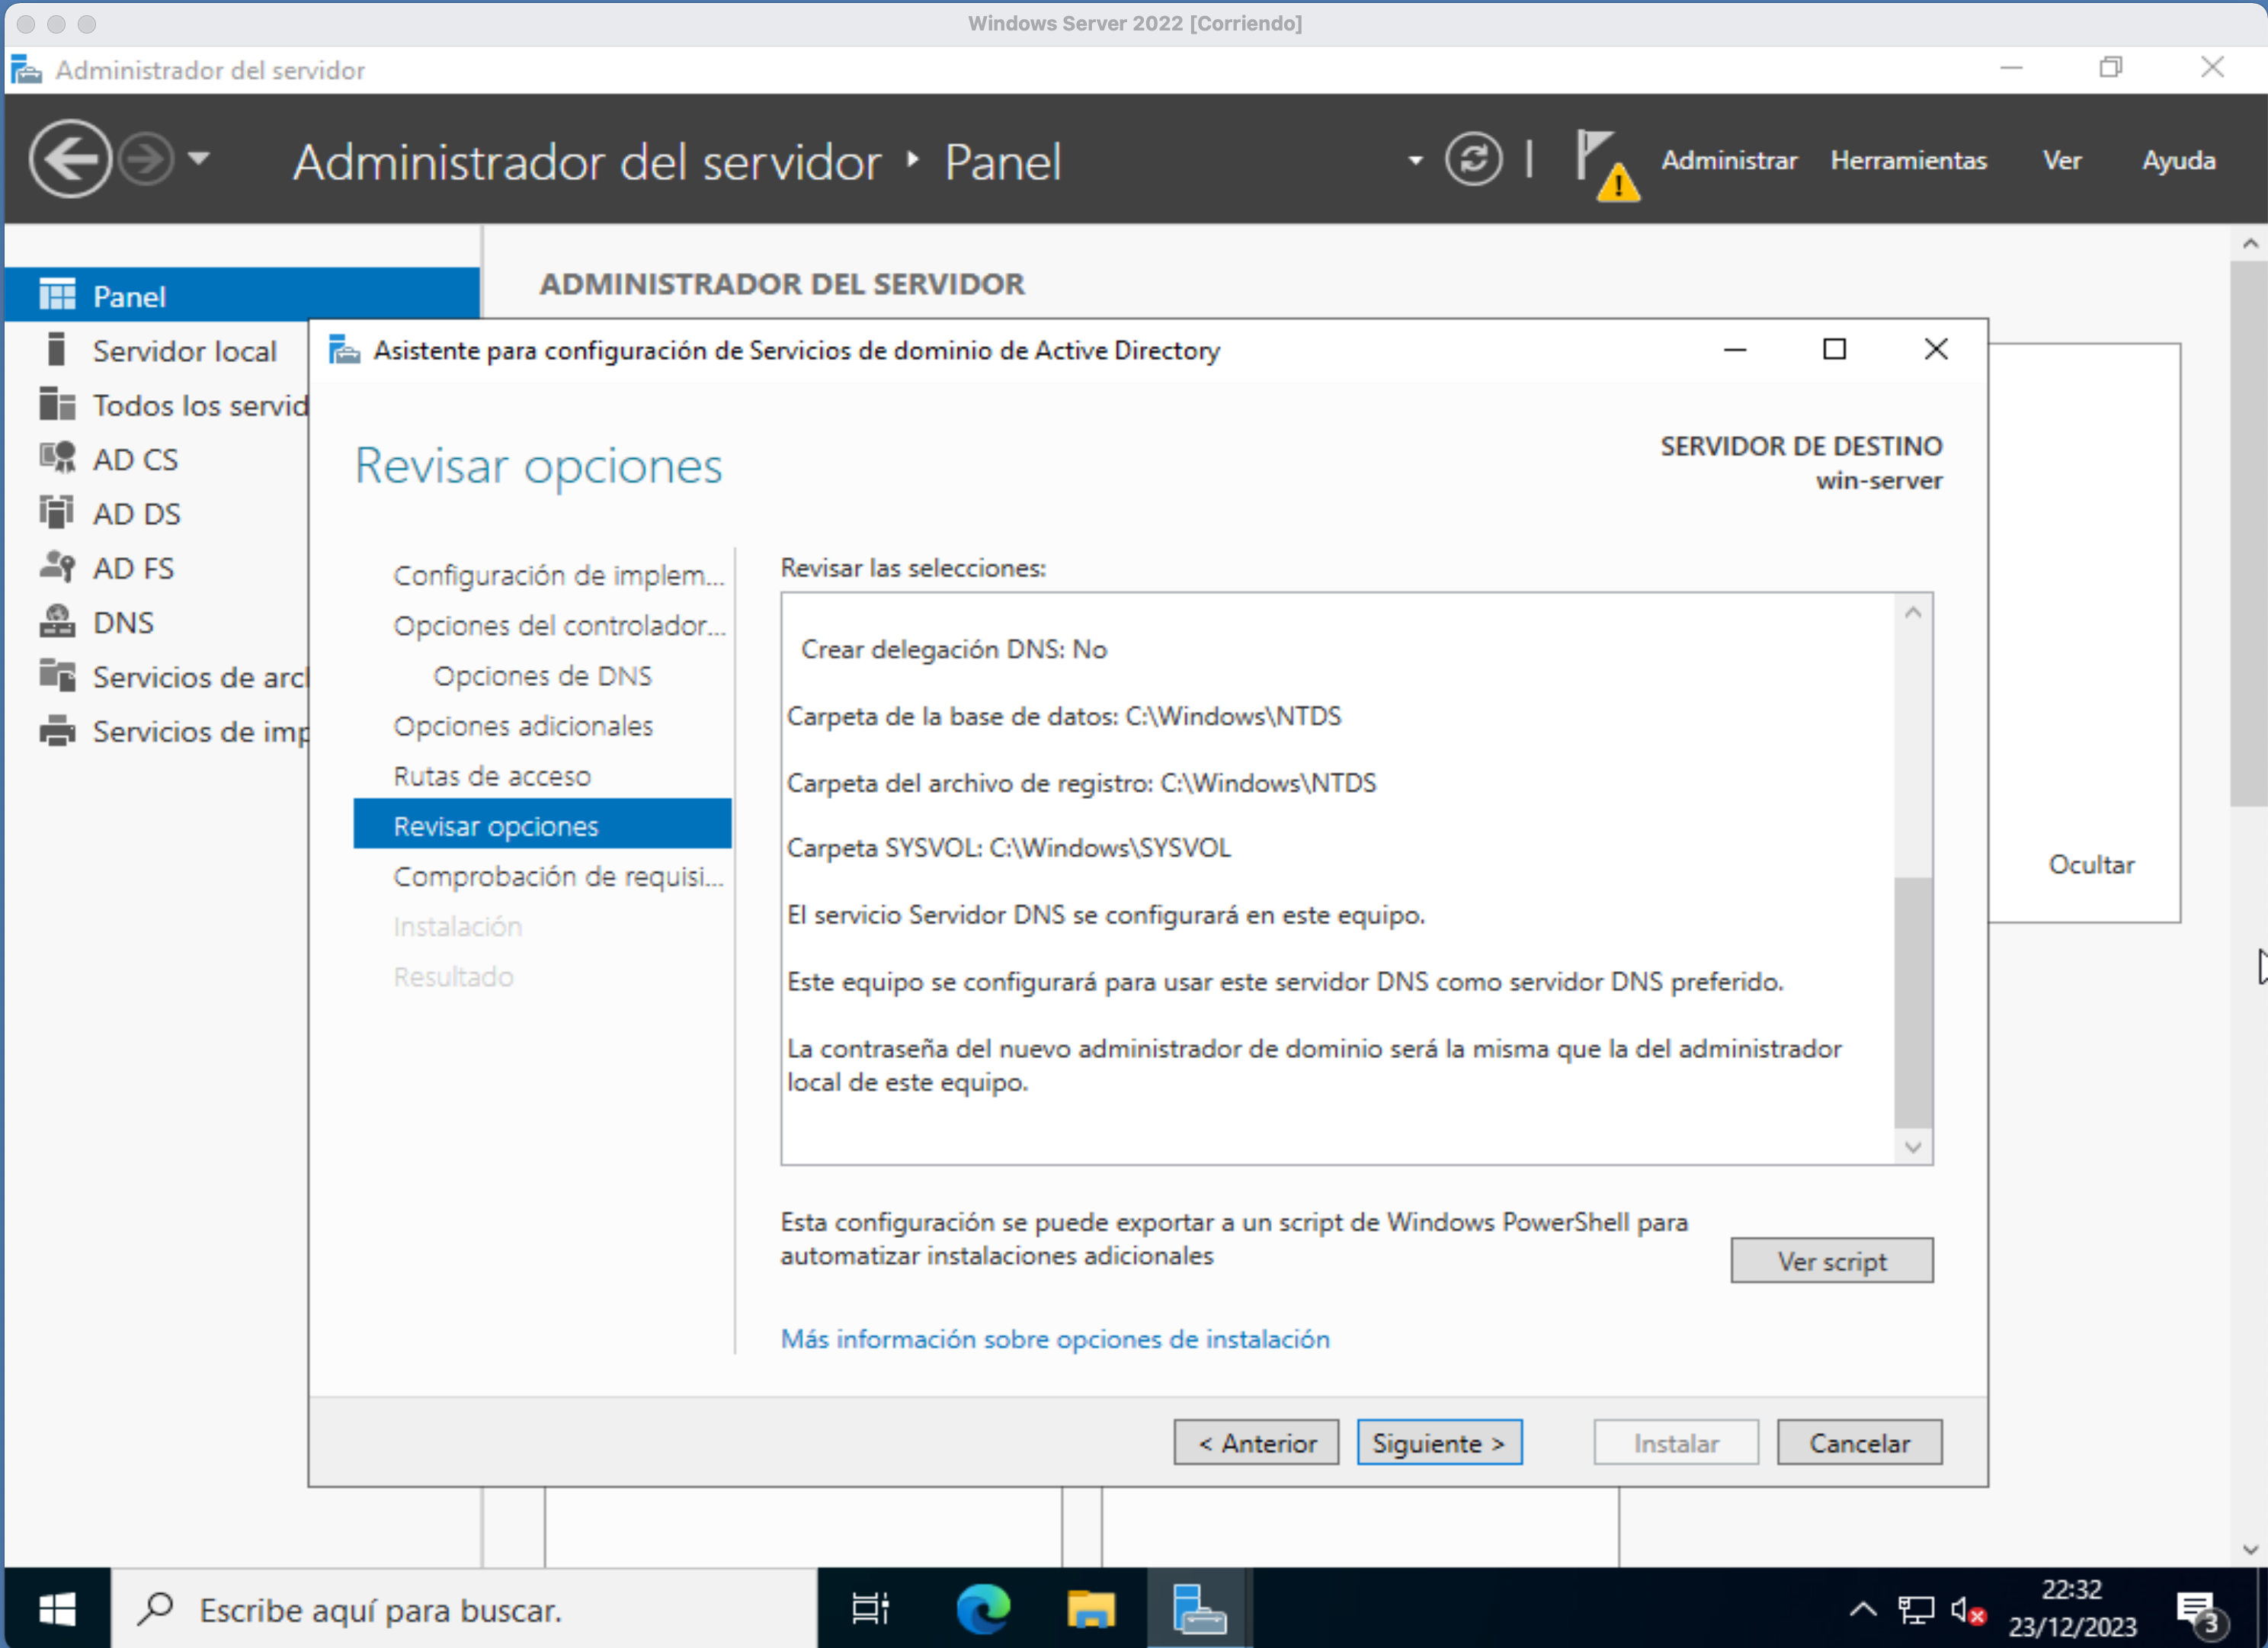 Windows Server 2022 [Corriendo]
Administrador del servidor
Administrador del servidor
Panel
Administrar
Herramientas
Ver
Ayuda
Panel
Servidor local
Todos los servid
AD CS
AD DS
AD FS
DNS
Servicios de arcl
Servicios de imp
ADMINISTRADOR DEL SERVIDOR
Asistente para configuración de Servicios de dominio de Active Directory
Revisar opciones
SERVIDOR DE DESTINO
win-server
Configuración de implem...
Opciones del controlador...
Opciones de DNS
Opciones adicionales
Rutas de acceso
Revisar opciones
Comprobación de requisi...
Instalación
Resultado
Revisar las selecciones:
Crear delegación DNS: No
Carpeta de la base de datos: C:\Windows\NTDS
Carpeta del archivo de registro: C:\Windows\NTDS
Carpeta SYSVOL: C:\Windows\SYSVOL
El servicio Servidor DNS se configurará en este equipo.
Este equipo se configurará para usar este servidor DNS como servidor DNS preferido.
La contraseña del nuevo administrador de dominio será la misma que la del administrador
local de este equipo.
Esta configuración se puede exportar a un script de Windows PowerShell para
automatizar instalaciones adicionales
Ver script
Más información sobre opciones de instalación
< Anterior
Siguiente >
Instalar
Cancelar
Ocultar
Escribe aquí para buscar.
22:32
23/12/2023
3